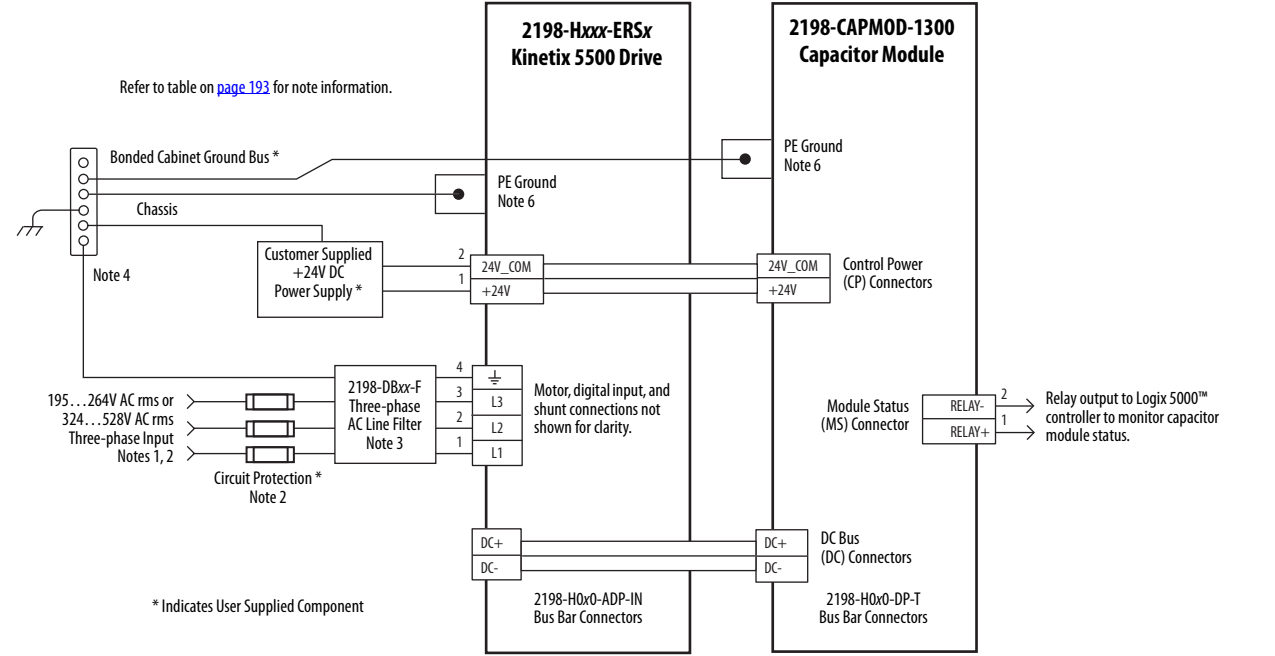 2198-Hxxx-ERSx
Kinetix 5500 Drive
2198-CAPMOD-1300
Capacitor Module
Refer to table on page 193 for note information.
Bonded Cabinet Ground Bus *
PE Ground
Note 6
PE Ground
Note 6
Chassis
Note 4
Customer Supplied
+24V DC
Power Supply *
2
1
24V_COM
+24V
24V_COM
+24V
Control Power
(CP) Connectors
195…264V AC rms or
324…528V AC rms
Three-phase Input
Notes 1, 2
Circuit Protection *
Note 2
2198-DBxx-F
Three-phase
AC Line Filter
Note 3
4
3
2
1
L3
L2
L1
Motor, digital input, and
shunt connections not
shown for clarity.
Module Status
(MS) Connector
RELAY-
RELAY+
2
1
Relay output to Logix 5000™
controller to monitor capacitor
module status.
DC+
DC-
DC+
DC-
DC Bus
(DC) Connectors
2198-H0x0-ADP-IN
Bus Bar Connectors
2198-H0x0-DP-T
Bus Bar Connectors
* Indicates User Supplied Component